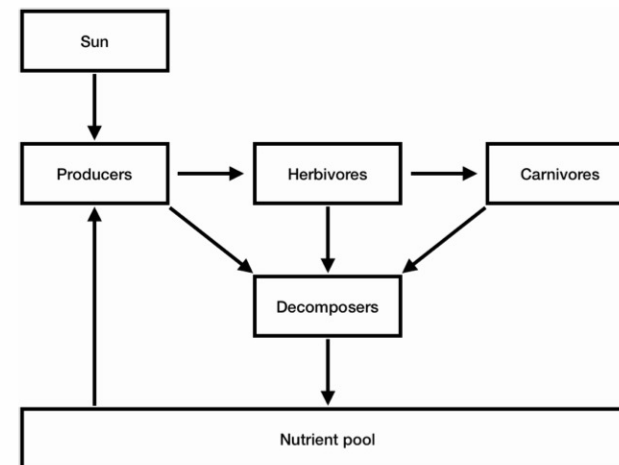 Sun
Producers
Herbivores
Carnivores
Decomposers
Nutrient pool